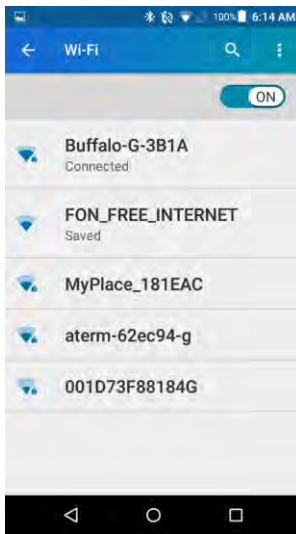 100% 6:14 AM
Wi-Fi
ON
Buffalo-G-3B1A
Connected
FON_FREE_INTERNET
Saved
MyPlace_181EAC
aterm-62ec94-g
001D73F88184G